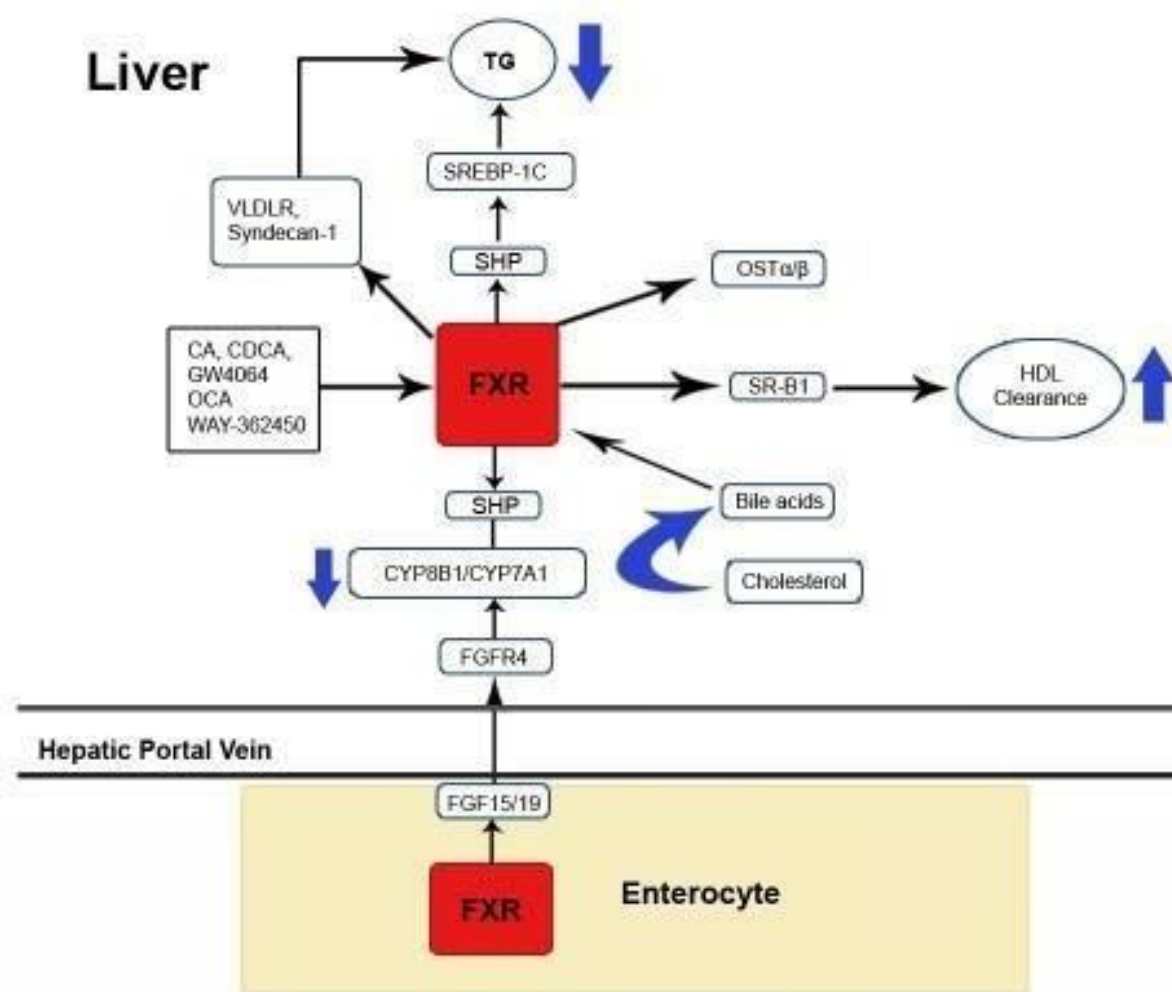 Liver
TG
SREBP-1C
VLDLR,
Syndecan-1
SHP
OSTα/β
CA, CDCA,
GW4064
OCA
WAY-362450
FXR
SR-B1
HDL
Clearance
SHP
Bile acids
CYP8B1/CYP7A1
Cholesterol
FGFR4
Hepatic Portal Vein
FGF15/19
FXR
Enterocyte